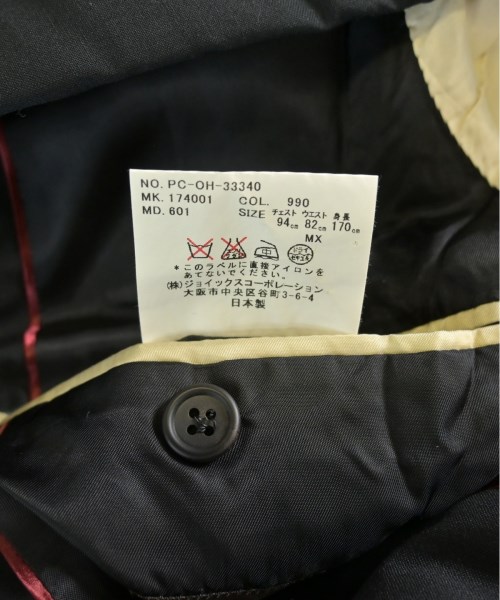 NO. PC-OH-33340
MK. 174001 COL. 990
MD. 601 SIZE チェスト ウエスト 身長
94cm 82cm 170cm
MX
中 ドライ
*このラベルに直接アイロンを
あてないでください。
(株)ジョイックスコーポレーション
大阪市中央区谷町3-6-4
日本製